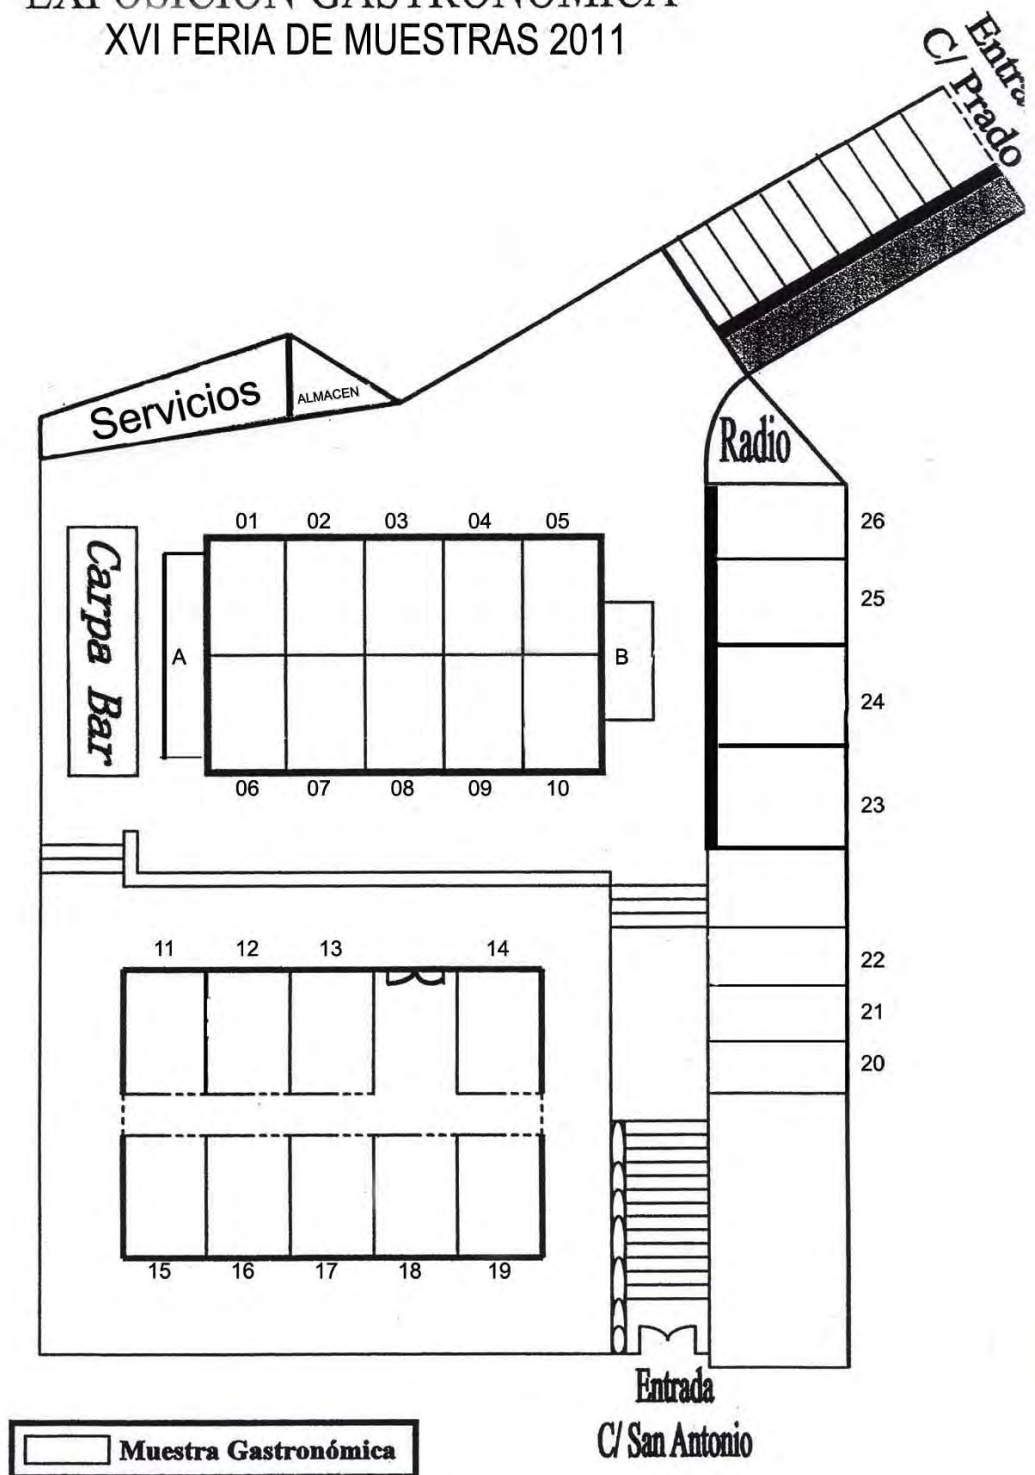 EXPOSICIÓN GASTRONÓMICA
XVI FERIA DE MUESTRAS 2011
C/ Prado
Servicios
ALMACEN
Radio
01 02 03 04 05
26
25
Carpa Bar
A
B
24
06 07 08 09 10
23
11 12 13 14
22
21
20
15 16 17 18 19
Entrada
C/ San Antonio
Muestra Gastronómica